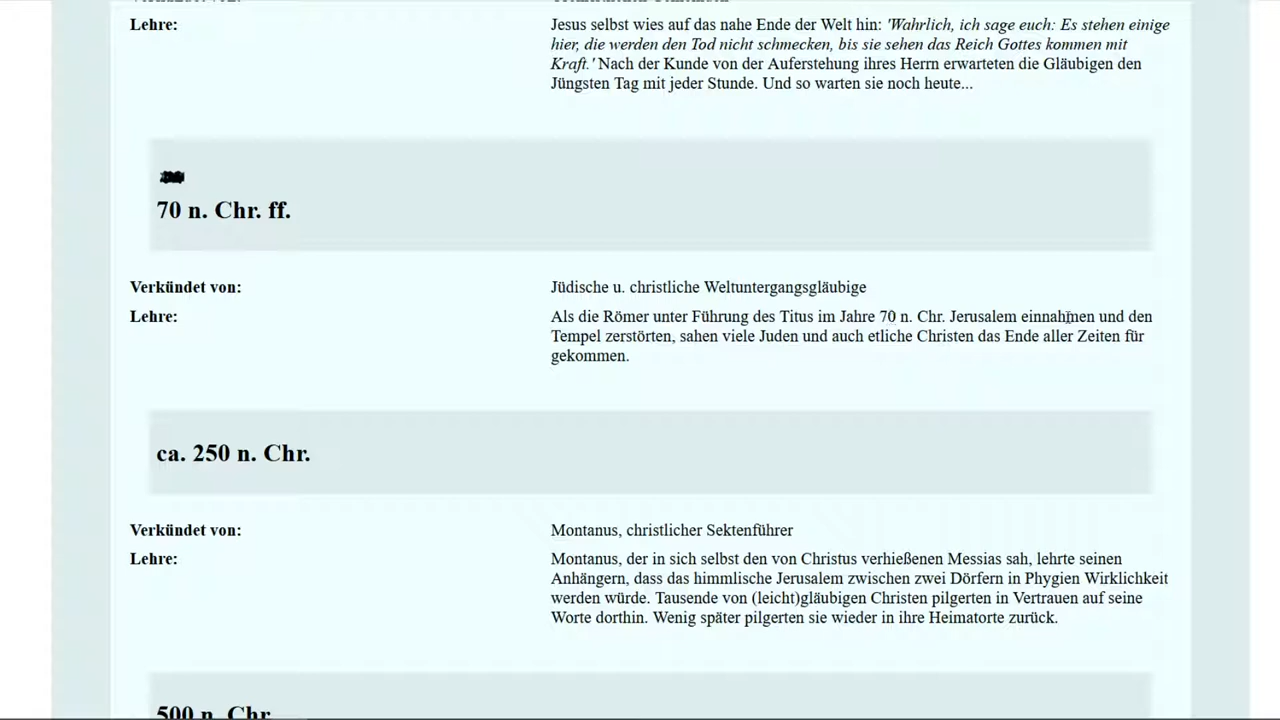 Lehre:
Jesus selbst wies auf das nahe Ende der Welt hin: 'Wahrlich, ich sage euch: Es stehen einige
hier, die werden den Tod nicht schmecken, bis sie sehen das Reich Gottes kommen mit
Kraft.' Nach der Kunde von der Auferstehung ihres Herrn erwarteten die Gläubigen den
Jüngsten Tag mit jeder Stunde. Und so warten sie noch heute...
70 n. Chr. ff.
Verkündet von:
Jüdische u. christliche Weltuntergangsgläubige
Lehre:
Als die Römer unter Führung des Titus im Jahre 70 n. Chr. Jerusalem einnahmen und den
Tempel zerstörten, sahen viele Juden und auch etliche Christen das Ende aller Zeiten für
gekommen.
ca. 250 n. Chr.
Verkündet von:
Montanus, christlicher Sektenführer
Lehre:
Montanus, der in sich selbst den von Christus verhießenen Messias sah, lehrte seinen
Anhängern, dass das himmlische Jerusalem zwischen zwei Dörfern in Phygien Wirklichkeit
werden würde. Tausende von (leicht)gläubigen Christen pilgerten in Vertrauen auf seine
Worte dorthin. Wenig später pilgerten sie wieder in ihre Heimatorte zurück.
500 n. Chr.